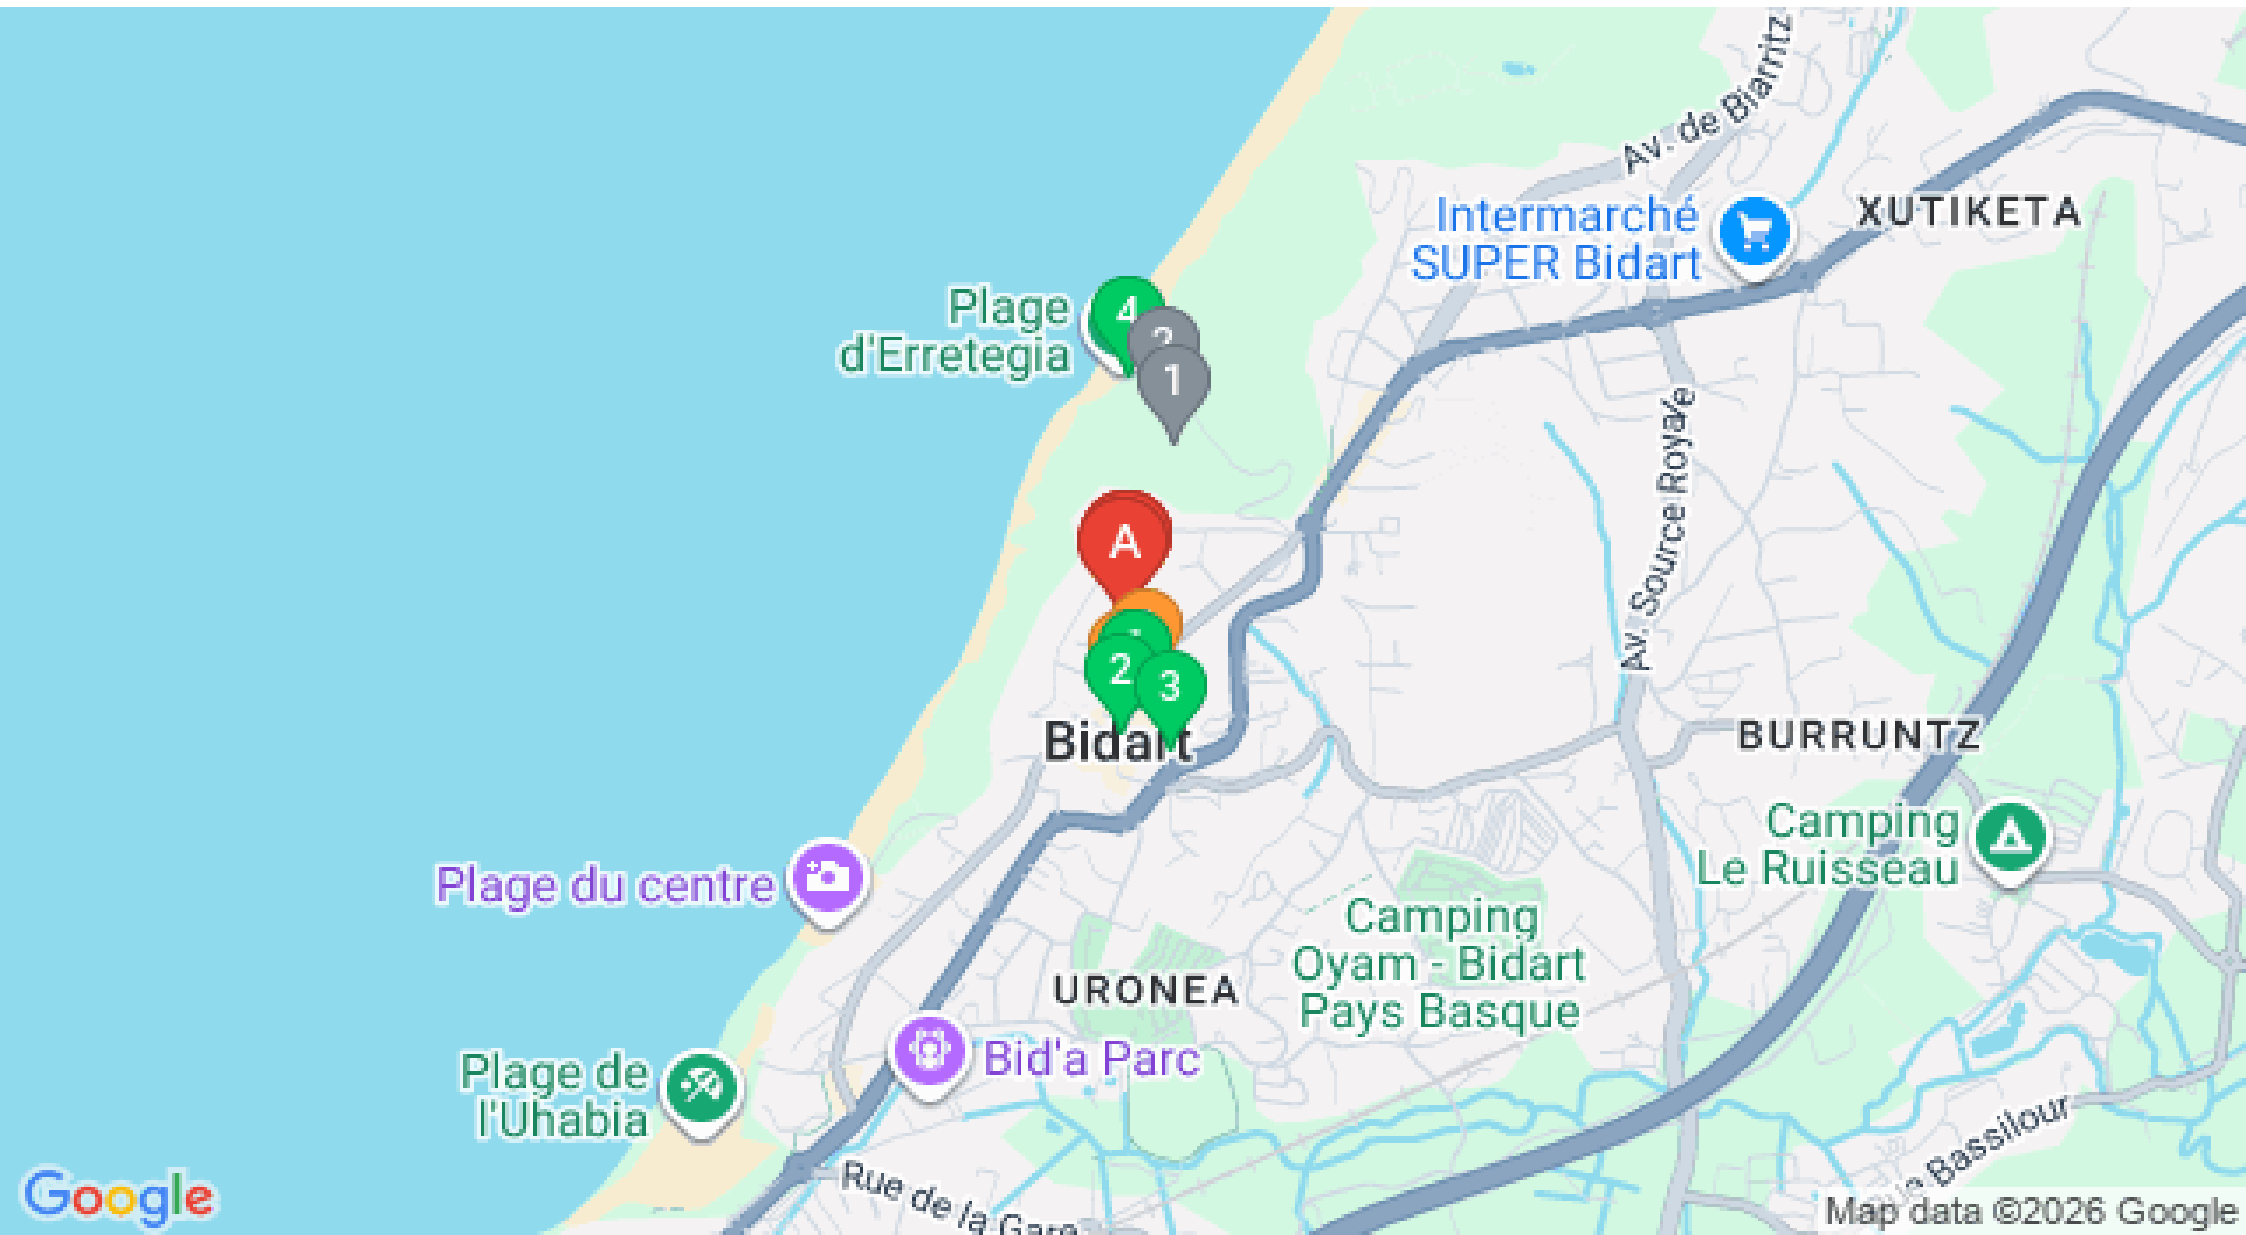 Av. de Biarritz
Intermarché
SUPER Bidart
XUTIKETA
Plage
d'Erretegia
4
2
1
Av. Source Royale
A
2
3
Bidart
BURRUNTZ
Camping
Le Ruisseau
Plage du centre
Camping
Oyam - Bidart
Pays Basque
URONEA
Bid'a Parc
Plage de
l'Uhabia
Rue de la Gare
Bassilour
Google
Map data ©2026 Google